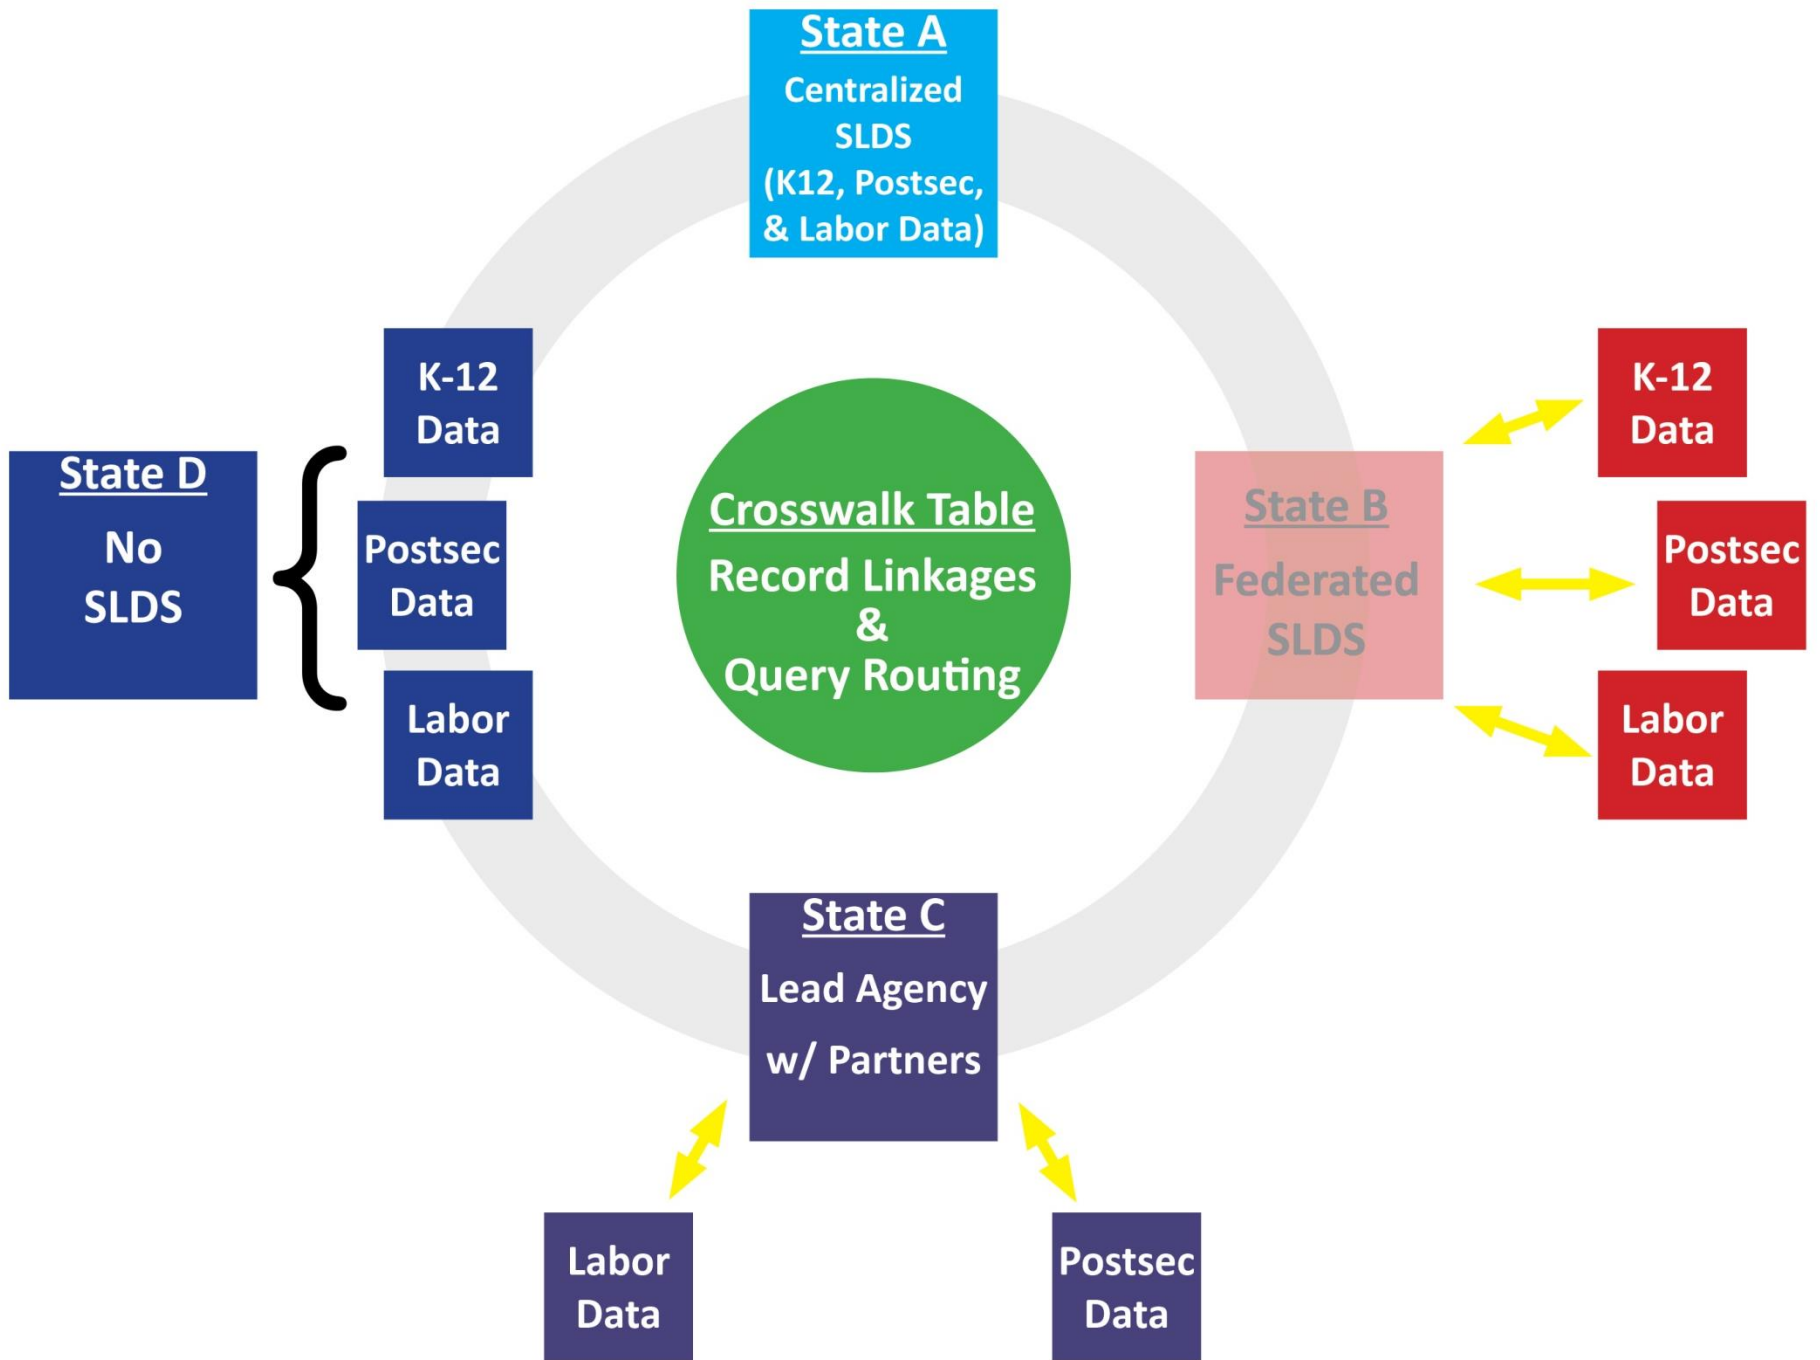 State A
Centralized
SLDS
(K12, Postsec,
& Labor Data)
K-12
Data
Postsec
Data
Labor
Data
State D
No
SLDS
Crosswalk Table
Record Linkages
&
Query Routing
State B
Federated
SLDS
K-12
Data
Postsec
Data
Labor
Data
State C
Lead Agency
w/ Partners
Labor
Data
Postsec
Data